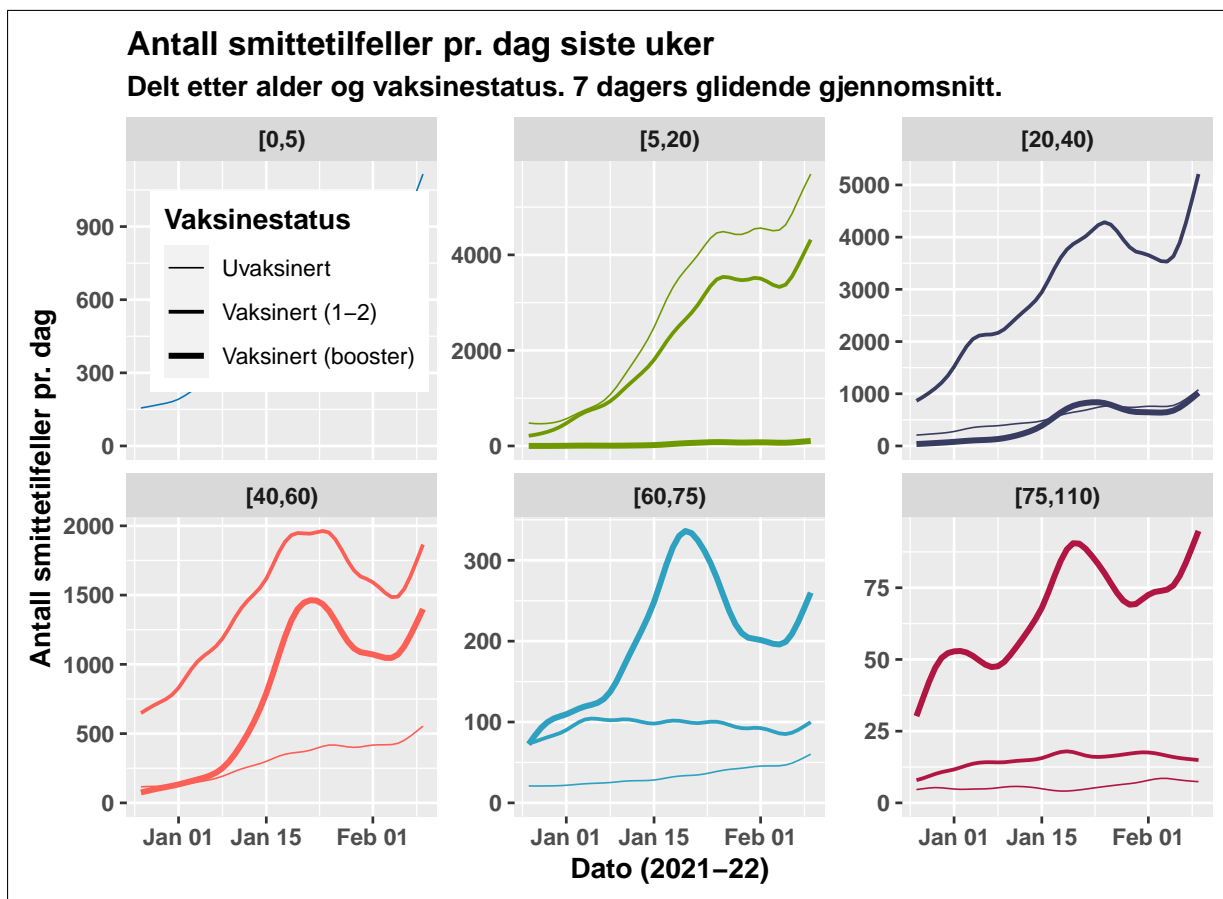 Antall smittetilfeller pr. dag siste uker
Delt etter alder og vaksinestatus. 7 dagers glidende gjennomsnitt.
[0,5)
[5,20)
[20,40)
900
600
300
0
Vaksinestatus
Uvaksinert
Vaksinert (1−2)
Vaksinert (booster)
4000
2000
0
5000
4000
3000
2000
1000
0
Antall smittetilfeller pr. dag
[40,60)
[60,75)
[75,110)
2000
1500
1000
500
0
300
200
100
0
75
50
25
0
Jan 01 Jan 15 Feb 01
Jan 01 Jan 15 Feb 01
Jan 01 Jan 15 Feb 01
Dato (2021−22)